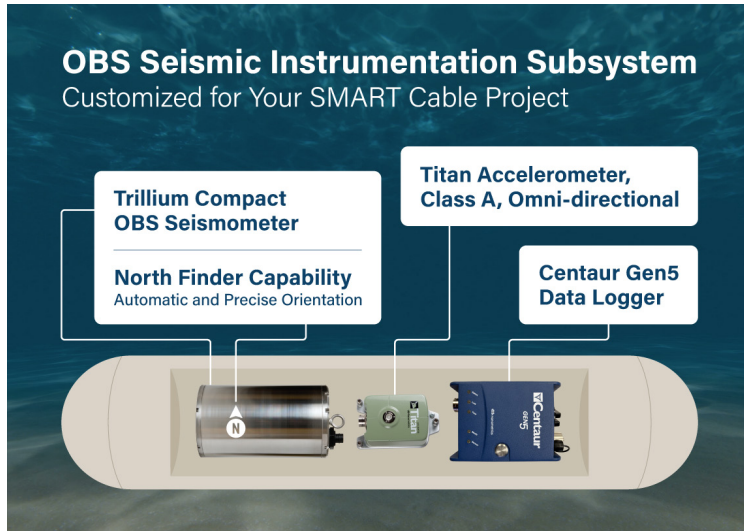 OBS Seismic Instrumentation Subsystem
Customized for Your SMART Cable Project
Trillium Compact
OBS Seismometer
North Finder Capability
Automatic and Precise Orientation
Titan Accelerometer,
Class A, Omni-directional
Centaur Gen5
Data Logger
N
Titan
Centaur
GEN5